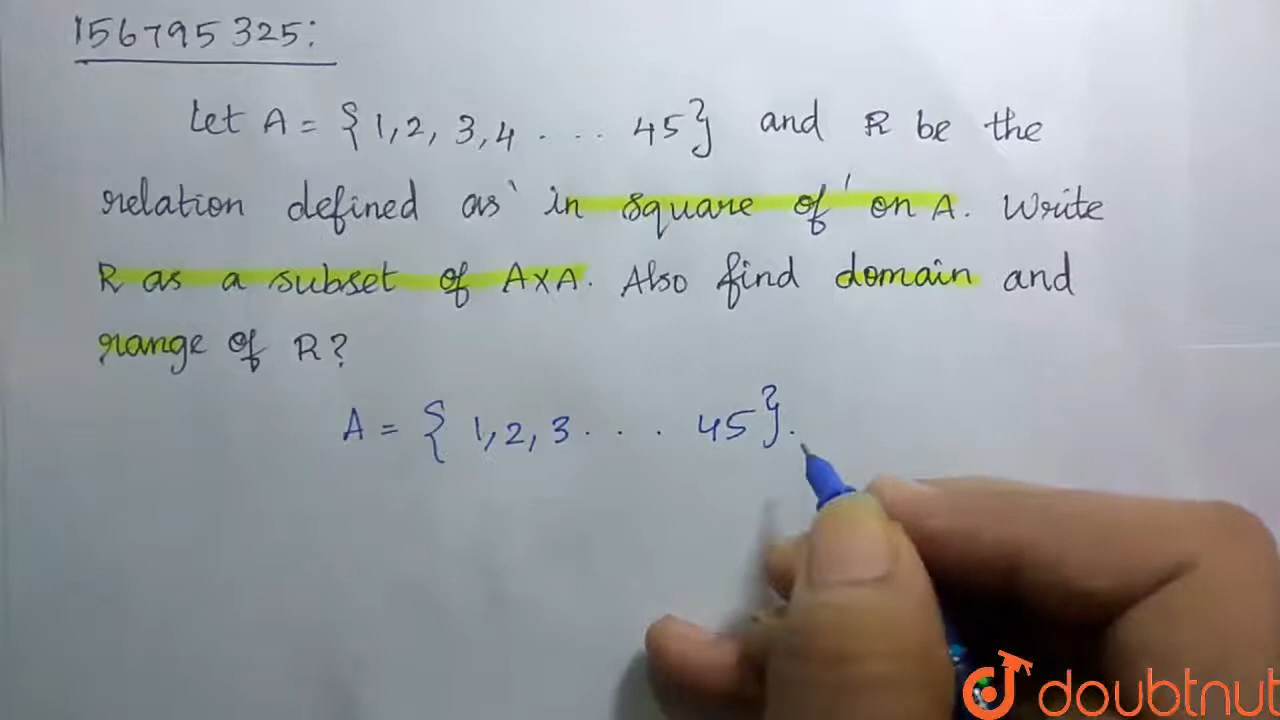 156795325:
Let A = {1, 2, 3, 4 . . . . 45} and R be the
relation defined as 'in square of' on A. Write
R as a subset of A×A. Also find domain and
range of R?
A = { 1, 2, 3 . . . 45}.
doubtnut